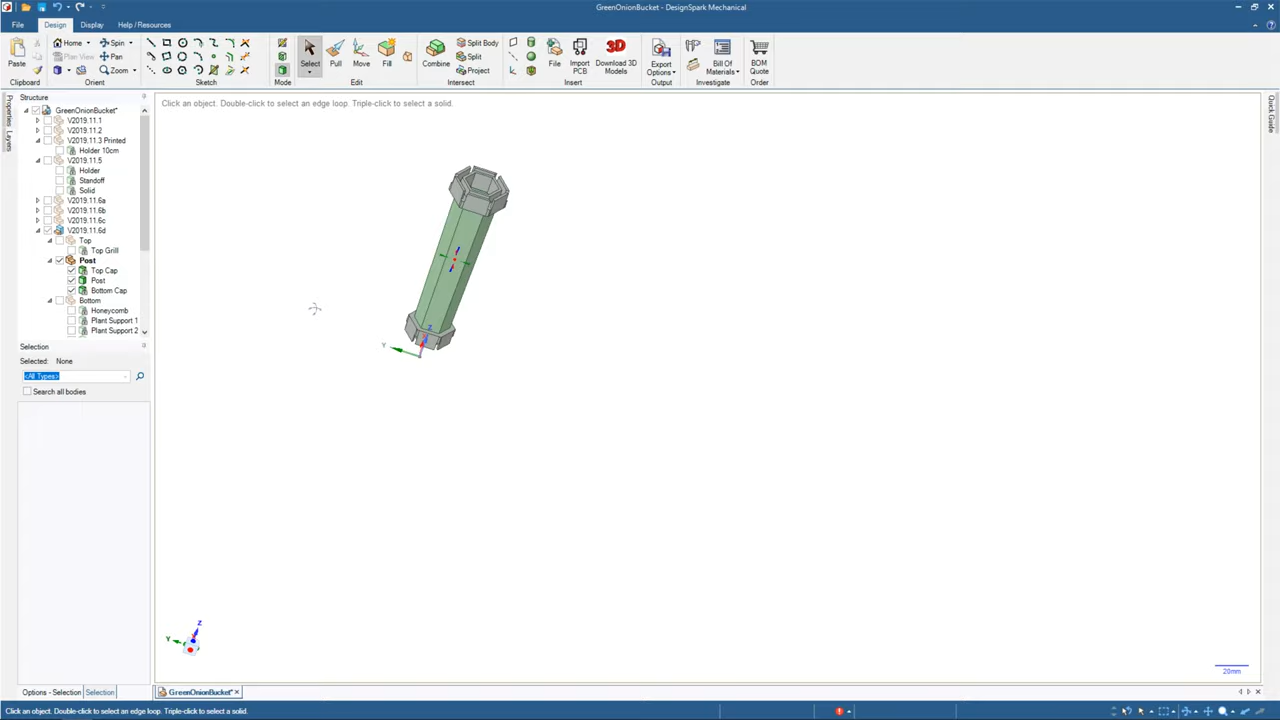 GreenOnionBucket* - DesignSpark Mechanical
File Design Display Help / Resources
Paste
Home Spin
Plan View Pan
Zoom
Select Pull Move Fill
Combine
Split Body
Split
Project
File
Import PCB
Download 3D Models
Export Options
Bill Of Materials
BOM Quote
Clipboard Orient Sketch Mode Edit Intersect Insert Output Investigate Order
Properties
Layers
Quick Guide
Structure
Click an object. Double-click to select an edge loop. Triple-click to select a solid.
GreenOnionBucket*
V2019.11.1
V2019.11.2
V2019.11.3 Printed
Holder 10cm
V2019.11.5
Holder
Standoff
Solid
V2019.11.6a
V2019.11.6b
V2019.11.6c
V2019.11.6d
Top
Top Grill
Post
Top Cap
Post
Bottom Cap
Bottom
Honeycomb
Plant Support 1
Plant Support 2
Z
Y
Selection
Selected: None
<All Types>
Search all bodies
Z
Y
20mm
Options - Selection Selection
GreenOnionBucket*
Click an object. Double-click to select an edge loop. Triple-click to select a solid.